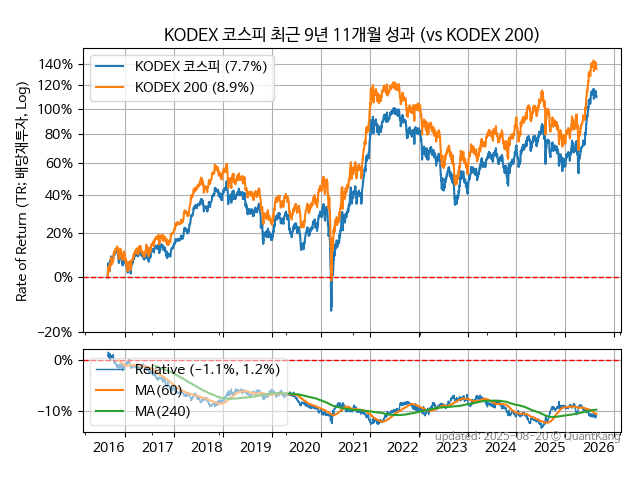 KODEX 코스피 최근 9년 11개월 성과 (vs KODEX 200)
Rate of Return (TR: 배당재투자, Log)
140%
120%
100%
80%
60%
40%
20%
0%
−20%
KODEX 코스피 (7.7%)
KODEX 200 (8.9%)
0%
−10%
Relative (−1.1%, 1.2%)
MA(60)
MA(240)
updated: 2025-08-20 © QuantKang
2016 2017 2018 2019 2020 2021 2022 2023 2024 2025 2026